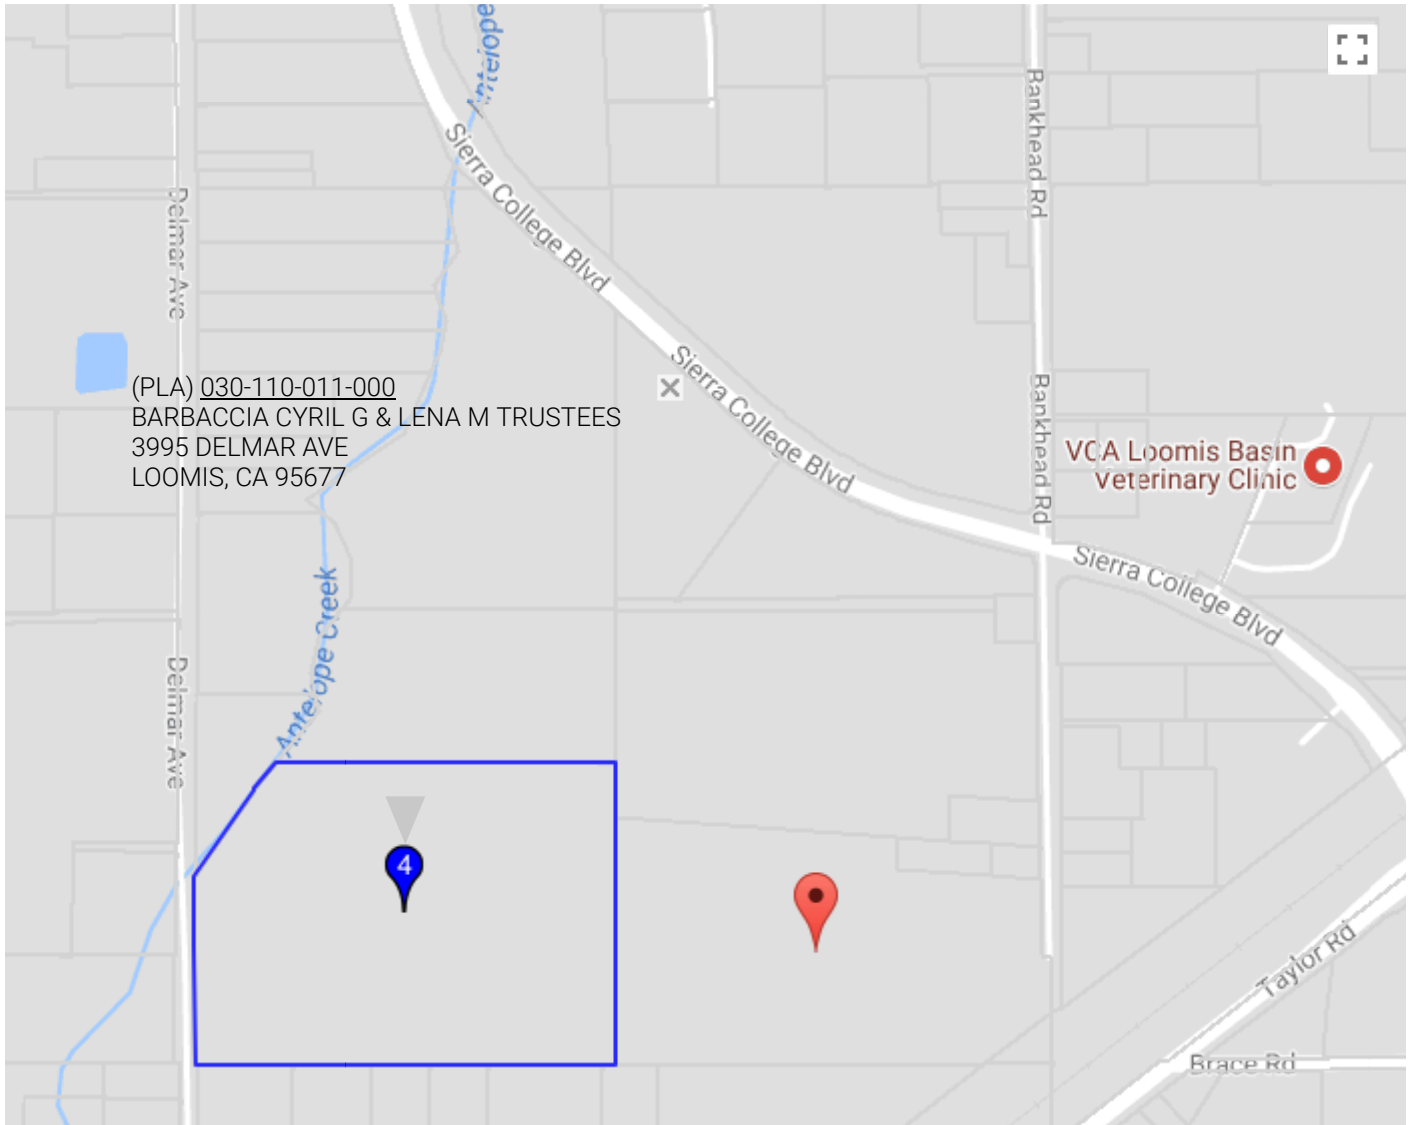 Antelope
Bankhead Rd
Sierra College Blvd
Delmar Ave
(PLA) 030-110-011-000
BARBACCIA CYRIL G & LENA M TRUSTEES
3995 DELMAR AVE
LOOMIS, CA 95677
Sierra College Blvd
Bankhead Rd
VCA Loomis Basin
Veterinary Clinic
Sierra College Blvd
Antelope Creek
Delmar Ave
4
Taylor Rd
Brace Rd